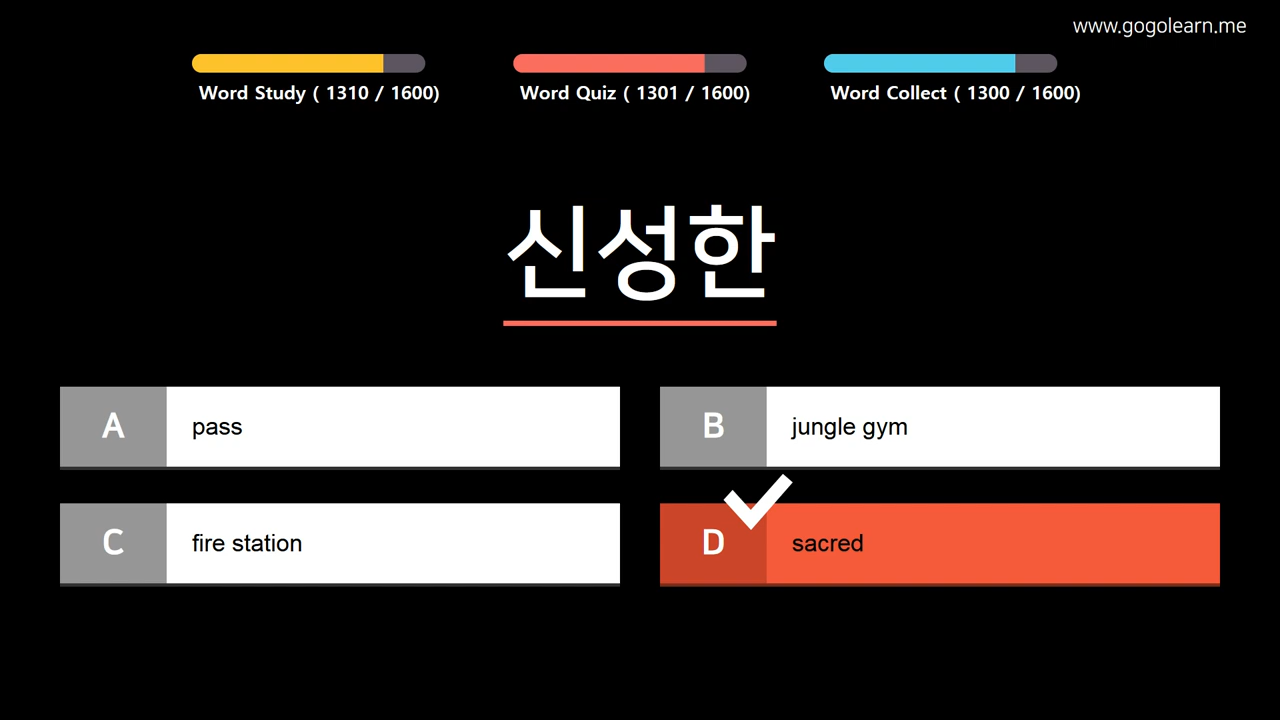 www.gogolearn.me
Word Study ( 1310 / 1600)
Word Quiz ( 1301 / 1600)
Word Collect ( 1300 / 1600)
신성한
A pass
B jungle gym
C fire station
D sacred